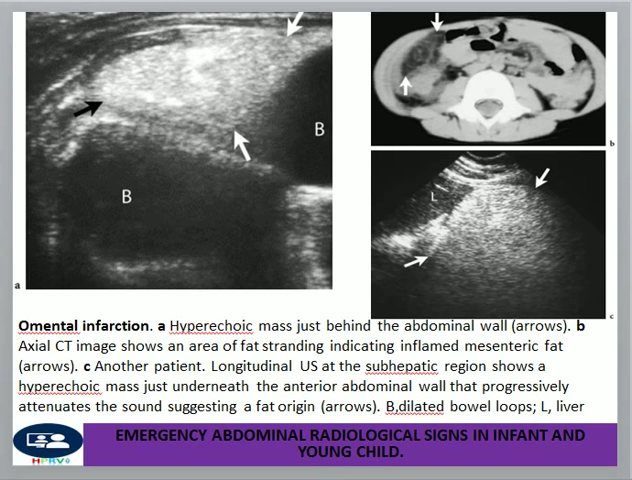 B
B
a
b
L
c
Omental infarction. a Hyperechoic mass just behind the abdominal wall (arrows). b
Axial CT image shows an area of fat stranding indicating inflamed mesenteric fat
(arrows). c Another patient. Longitudinal US at the subhepatic region shows a
hyperechoic mass just underneath the anterior abdominal wall that progressively
attenuates the sound suggesting a fat origin (arrows). B,dilated bowel loops; L, liver
EMERGENCY ABDOMINAL RADIOLOGICAL SIGNS IN INFANT AND
YOUNG CHILD.